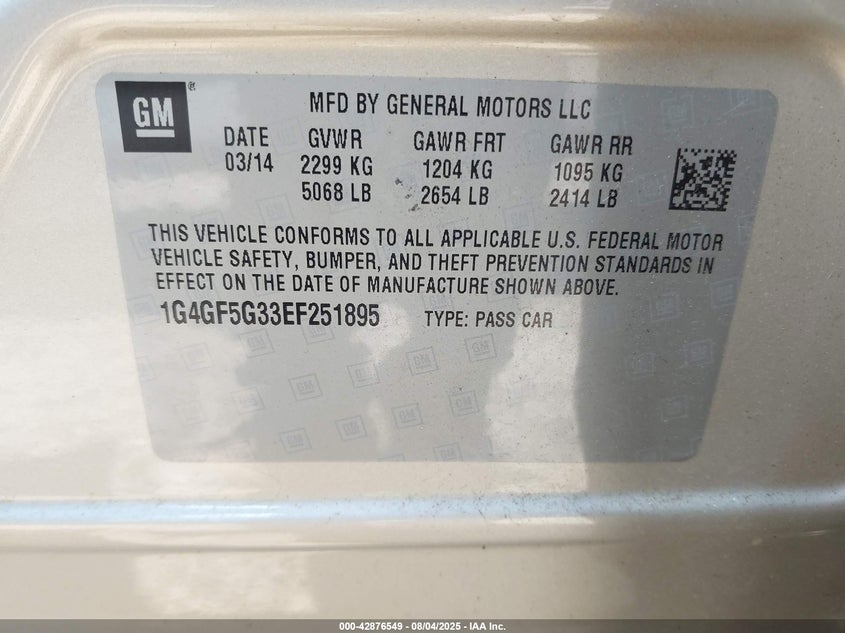 GM
MFD BY GENERAL MOTORS LLC
DATE GVWR GAWR FRT GAWR RR
03/14 2299 KG 1204 KG 1095 KG
5068 LB 2654 LB 2414 LB
THIS VEHICLE CONFORMS TO ALL APPLICABLE U.S. FEDERAL MOTOR
VEHICLE SAFETY, BUMPER, AND THEFT PREVENTION STANDARDS IN
EFFECT ON THE DATE OF MANUFACTURE SHOWN ABOVE.
1G4GF5G33EF251895 TYPE: PASS CAR
000-42876549 - 08/04/2025 - IAA Inc.